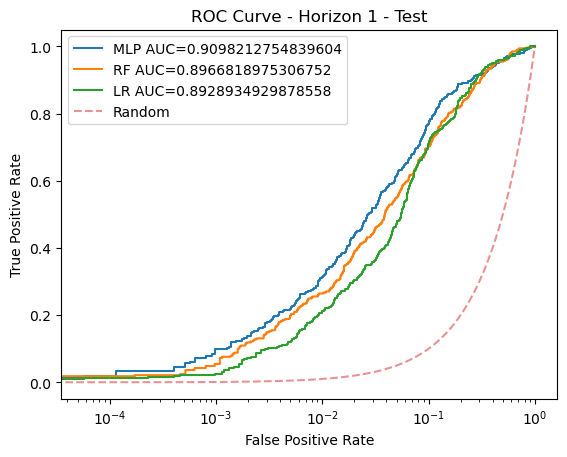 ROC Curve - Horizon 1 - Test
MLP AUC=0.9098212754839604
RF AUC=0.8966818975306752
LR AUC=0.8928934929878558
Random
True Positive Rate
1.0
0.8
0.6
0.4
0.2
0.0
10⁻⁴ 10⁻³ 10⁻² 10⁻¹ 10⁰
False Positive Rate